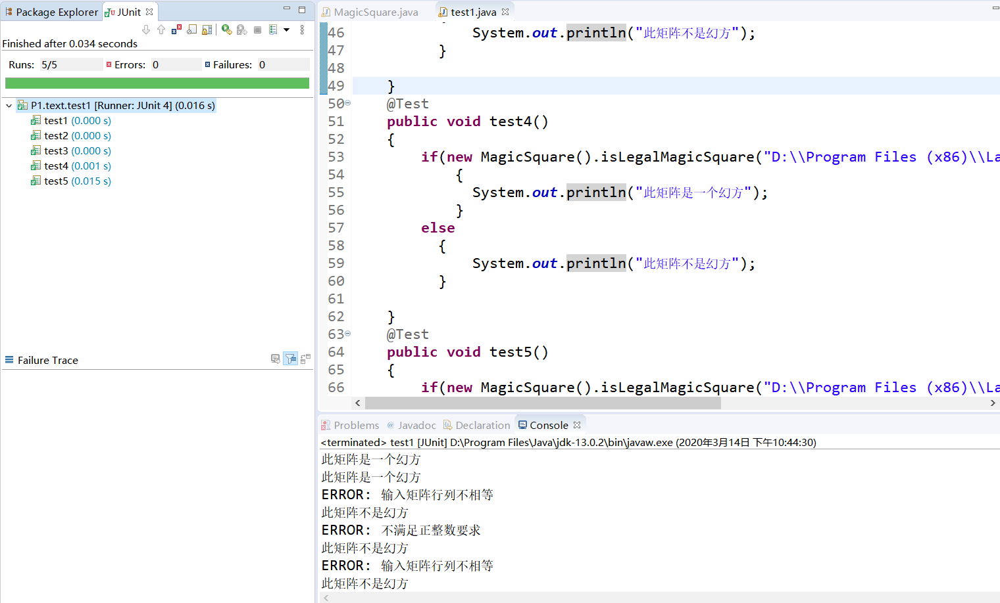 Package Explorer
JUnit
Finished after 0.034 seconds
Runs: 5/5
Errors: 0
Failures: 0
P1.text.test1 [Runner: JUnit 4] (0.016 s)
test1 (0.000 s)
test2 (0.000 s)
test3 (0.000 s)
test4 (0.001 s)
test5 (0.015 s)
Failure Trace
MagicSquare.java
test1.java
46 System.out.println("此矩阵不是幻方");
47 }
48
49 }
50 @Test
51 public void test4()
52 {
53 if(new MagicSquare().isLegalMagicSquare("D:\\Program Files (x86)\\La
54 {
55 System.out.println("此矩阵是一个幻方");
56 }
57 else
58 {
59 System.out.println("此矩阵不是幻方");
60 }
61
62 }
63 @Test
64 public void test5()
65 {
66 if(new MagicSquare().isLegalMagicSquare("D:\\Program Files (x86)\\La
Problems
Javadoc
Declaration
Console
<terminated> test1 [JUnit] D:\Program Files\Java\jdk-13.0.2\bin\javaw.exe (2020年3月14日 下午10:44:30)
此矩阵是一个幻方
此矩阵是一个幻方
ERROR: 输入矩阵行列不相等
此矩阵不是幻方
ERROR: 不满足正整数要求
此矩阵不是幻方
ERROR: 输入矩阵行列不相等
此矩阵不是幻方